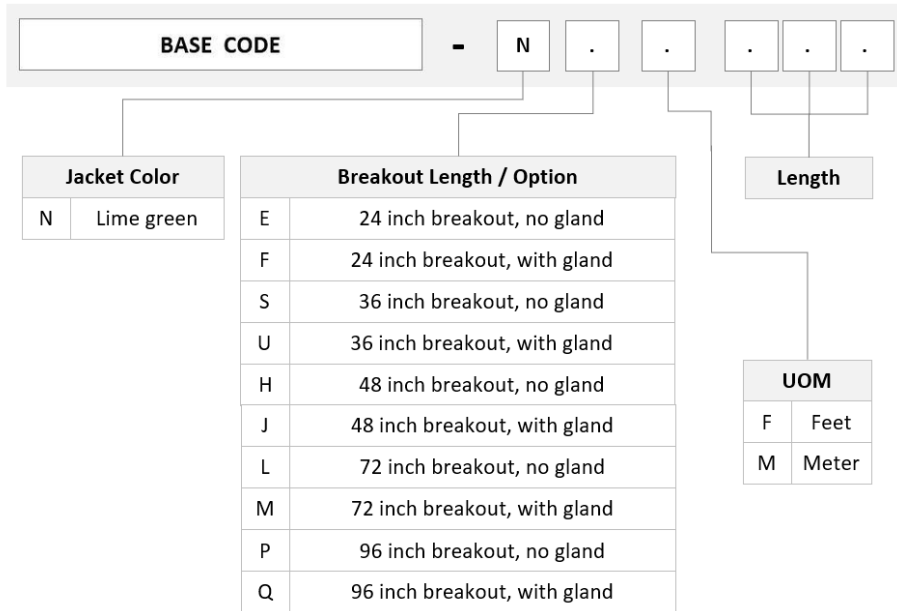 BASE CODE - N . . . . .
Jacket Color
N Lime green
Breakout Length / Option
E 24 inch breakout, no gland
F 24 inch breakout, with gland
S 36 inch breakout, no gland
U 36 inch breakout, with gland
H 48 inch breakout, no gland
J 48 inch breakout, with gland
L 72 inch breakout, no gland
M 72 inch breakout, with gland
P 96 inch breakout, no gland
Q 96 inch breakout, with gland
Length
UOM
F Feet
M Meter